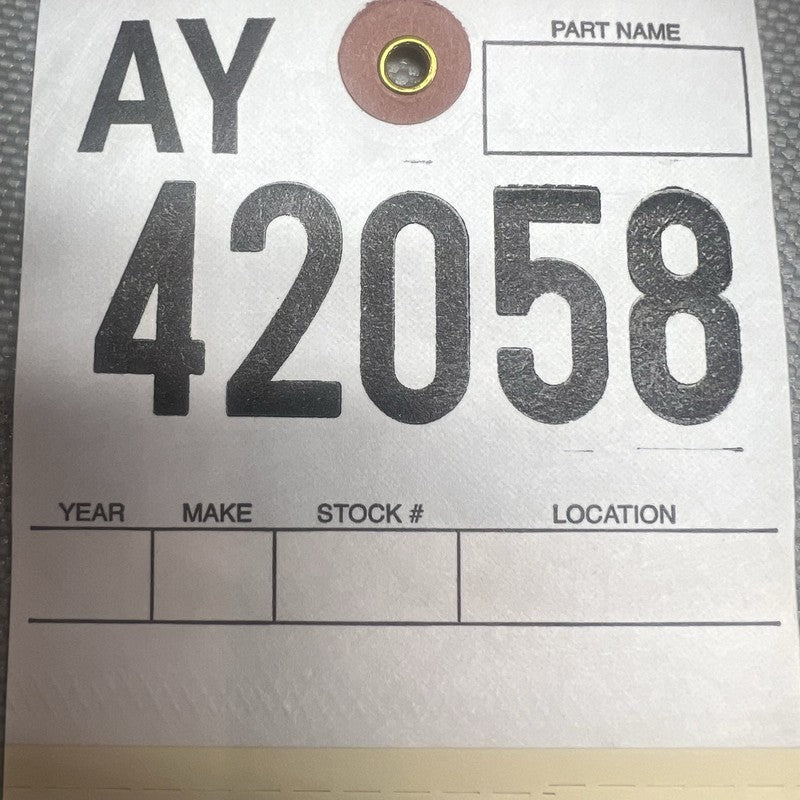 AY
PART NAME
42058
YEAR MAKE STOCK # LOCATION